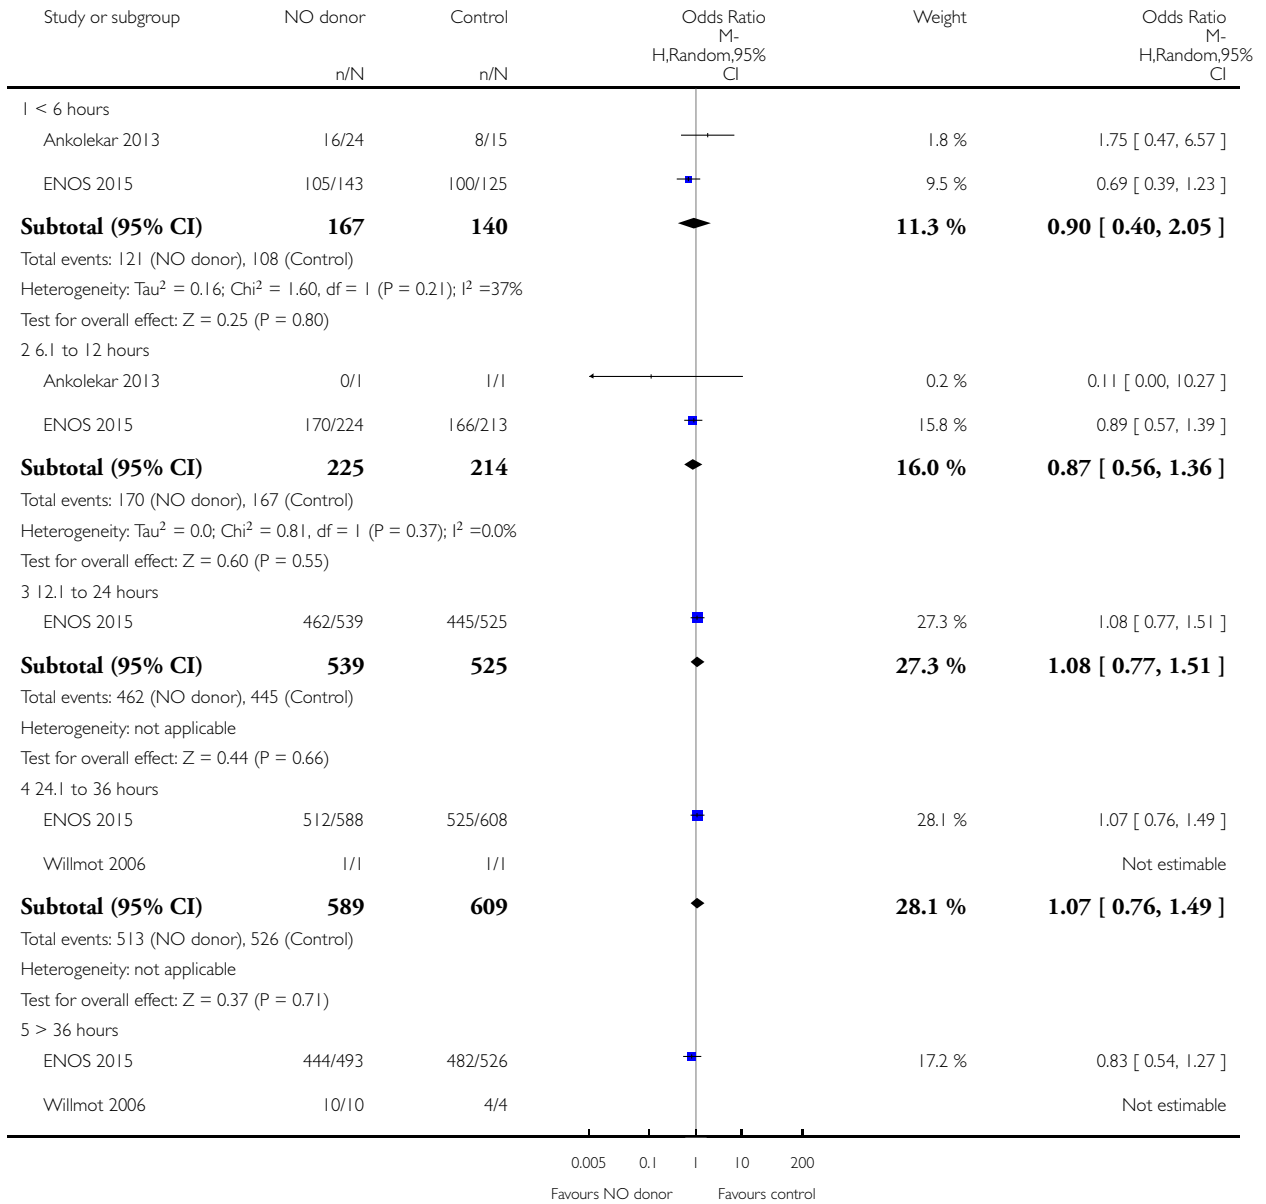 Study or subgroup NO donor Control Odds Ratio Weight Odds Ratio
M- M-
H,Random,95% H,Random,95%
n/N n/N CI CI
1 < 6 hours
Ankolekar 2013 16/24 8/15 1.8 % 1.75 [ 0.47, 6.57 ]
ENOS 2015 105/143 100/125 9.5 % 0.69 [ 0.39, 1.23 ]
Subtotal (95% CI) 167 140 11.3 % 0.90 [ 0.40, 2.05 ]
Total events: 121 (NO donor), 108 (Control)
Heterogeneity: Tau² = 0.16; Chi² = 1.60, df = 1 (P = 0.21); I² =37%
Test for overall effect: Z = 0.25 (P = 0.80)
2 6.1 to 12 hours
Ankolekar 2013 0/1 1/1 0.2 % 0.11 [ 0.00, 10.27 ]
ENOS 2015 170/224 166/213 15.8 % 0.89 [ 0.57, 1.39 ]
Subtotal (95% CI) 225 214 16.0 % 0.87 [ 0.56, 1.36 ]
Total events: 170 (NO donor), 167 (Control)
Heterogeneity: Tau² = 0.0; Chi² = 0.81, df = 1 (P = 0.37); I² =0.0%
Test for overall effect: Z = 0.60 (P = 0.55)
3 12.1 to 24 hours
ENOS 2015 462/539 445/525 27.3 % 1.08 [ 0.77, 1.51 ]
Subtotal (95% CI) 539 525 27.3 % 1.08 [ 0.77, 1.51 ]
Total events: 462 (NO donor), 445 (Control)
Heterogeneity: not applicable
Test for overall effect: Z = 0.44 (P = 0.66)
4 24.1 to 36 hours
ENOS 2015 512/588 525/608 28.1 % 1.07 [ 0.76, 1.49 ]
Willmot 2006 1/1 1/1 Not estimable
Subtotal (95% CI) 589 609 28.1 % 1.07 [ 0.76, 1.49 ]
Total events: 513 (NO donor), 526 (Control)
Heterogeneity: not applicable
Test for overall effect: Z = 0.37 (P = 0.71)
5 > 36 hours
ENOS 2015 444/493 482/526 17.2 % 0.83 [ 0.54, 1.27 ]
Willmot 2006 10/10 4/4 Not estimable
0.005 0.1 1 10 200
Favours NO donor Favours control